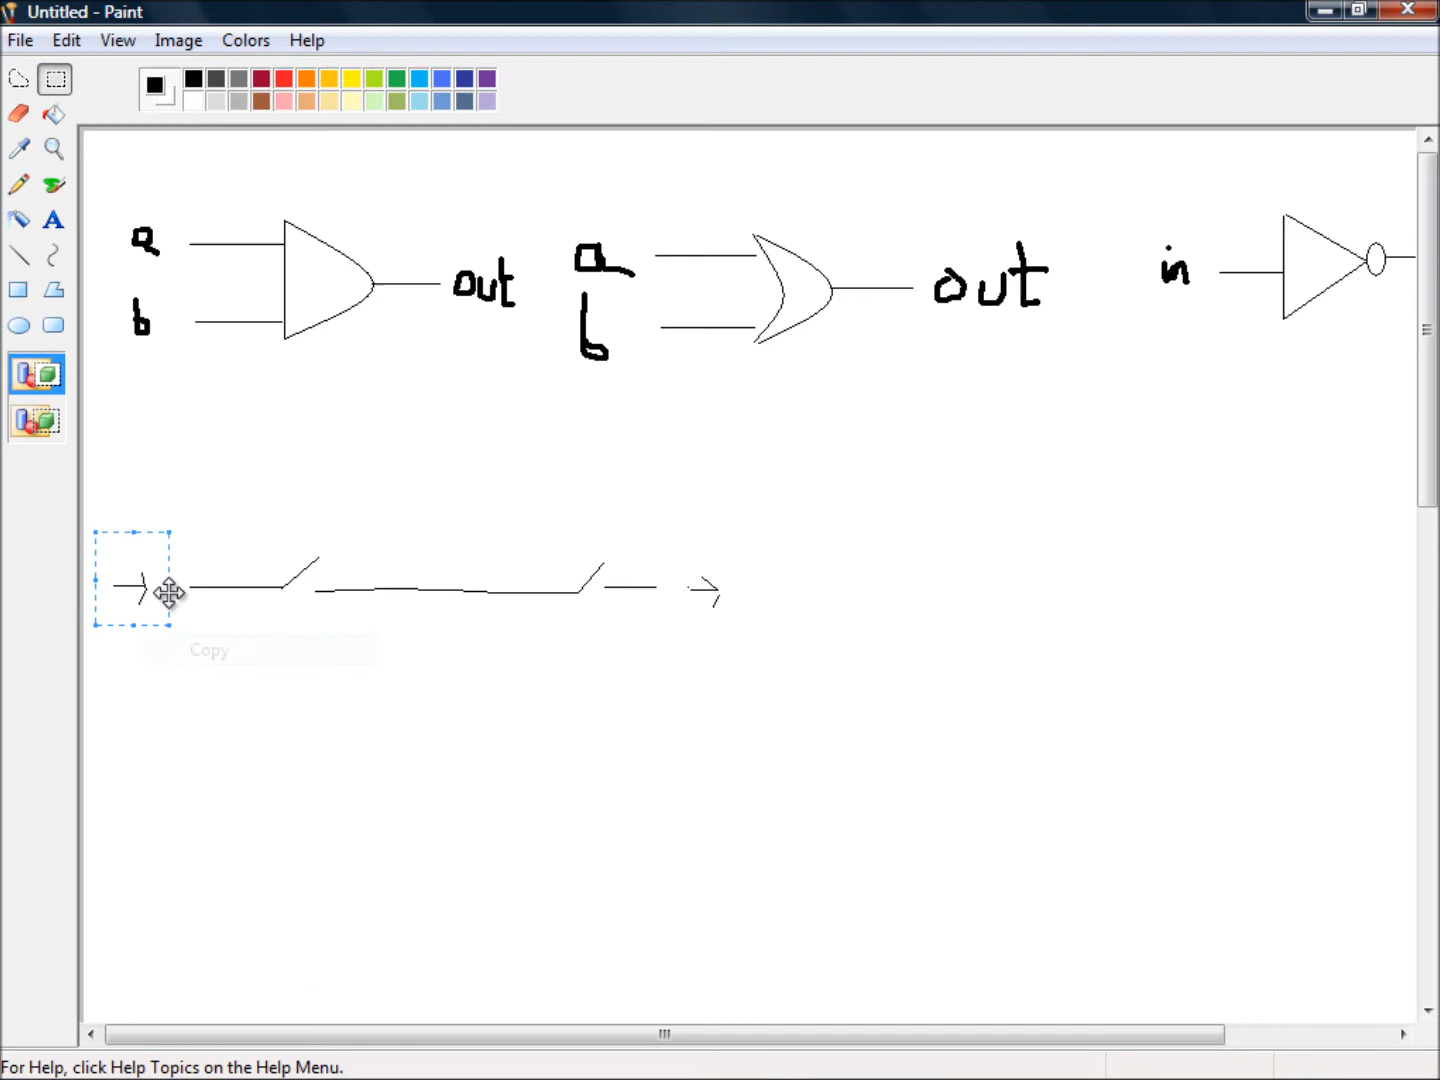 Untitled - Paint
File Edit View Image Colors Help
a
b
out
a
b
out
in
Copy
For Help, click Help Topics on the Help Menu.